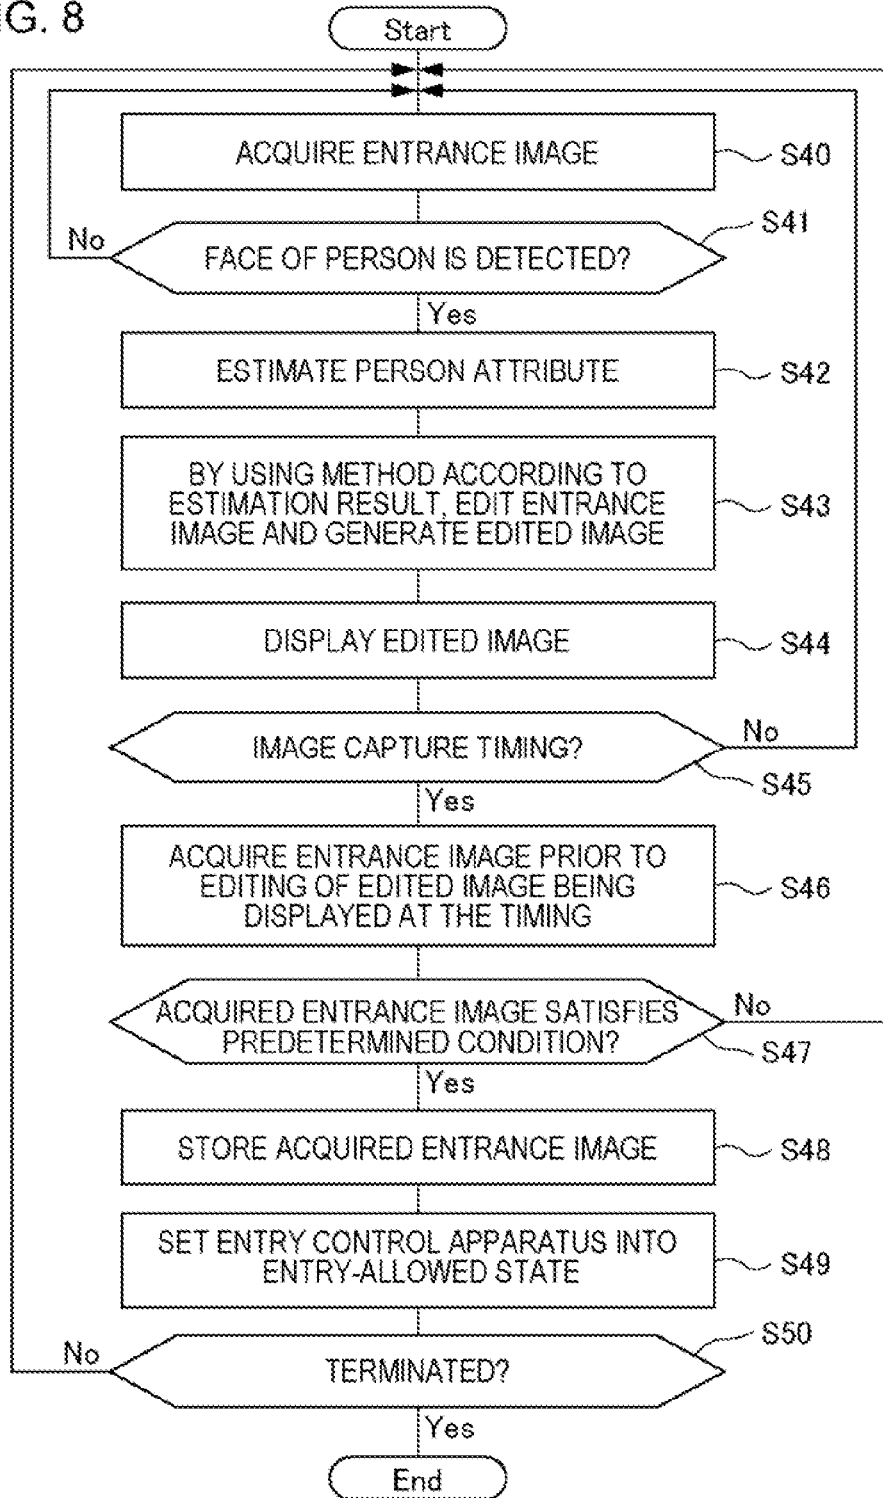 G. 8
Start
ACQUIRE ENTRANCE IMAGE
S40
S41
No
FACE OF PERSON IS DETECTED?
Yes
ESTIMATE PERSON ATTRIBUTE
S42
BY USING METHOD ACCORDING TO
ESTIMATION RESULT, EDIT ENTRANCE
IMAGE AND GENERATE EDITED IMAGE
S43
DISPLAY EDITED IMAGE
S44
IMAGE CAPTURE TIMING?
No
S45
Yes
ACQUIRE ENTRANCE IMAGE PRIOR TO
EDITING OF EDITED IMAGE BEING
DISPLAYED AT THE TIMING
S46
ACQUIRED ENTRANCE IMAGE SATISFIES
PREDETERMINED CONDITION?
No
S47
Yes
STORE ACQUIRED ENTRANCE IMAGE
S48
SET ENTRY CONTROL APPARATUS INTO
ENTRY-ALLOWED STATE
S49
S50
No
TERMINATED?
Yes
End